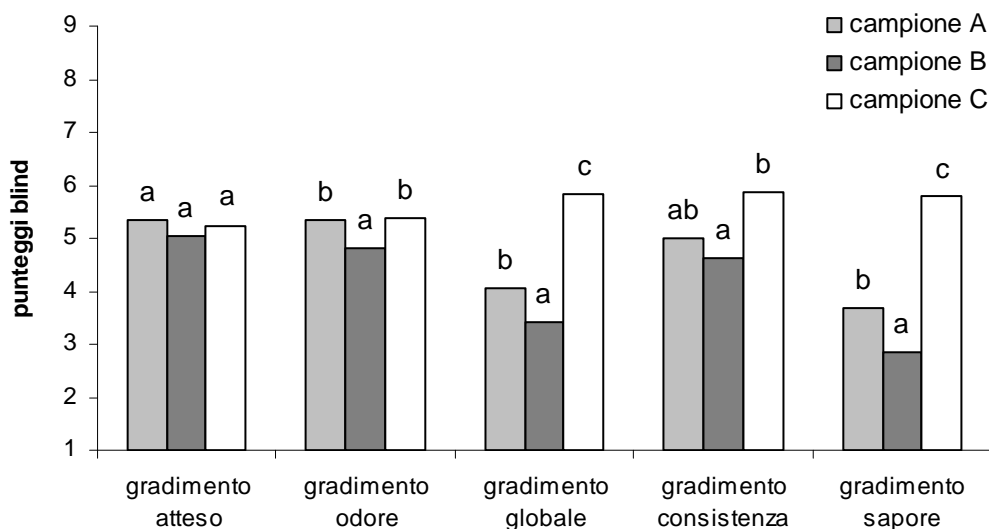 9
8
7
6
5
4
3
2
1
punteggi blind
campione A
campione B
campione C
a a a
b a b
b a c
ab a b
b a c
gradimento atteso
gradimento odore
gradimento globale
gradimento consistenza
gradimento sapore